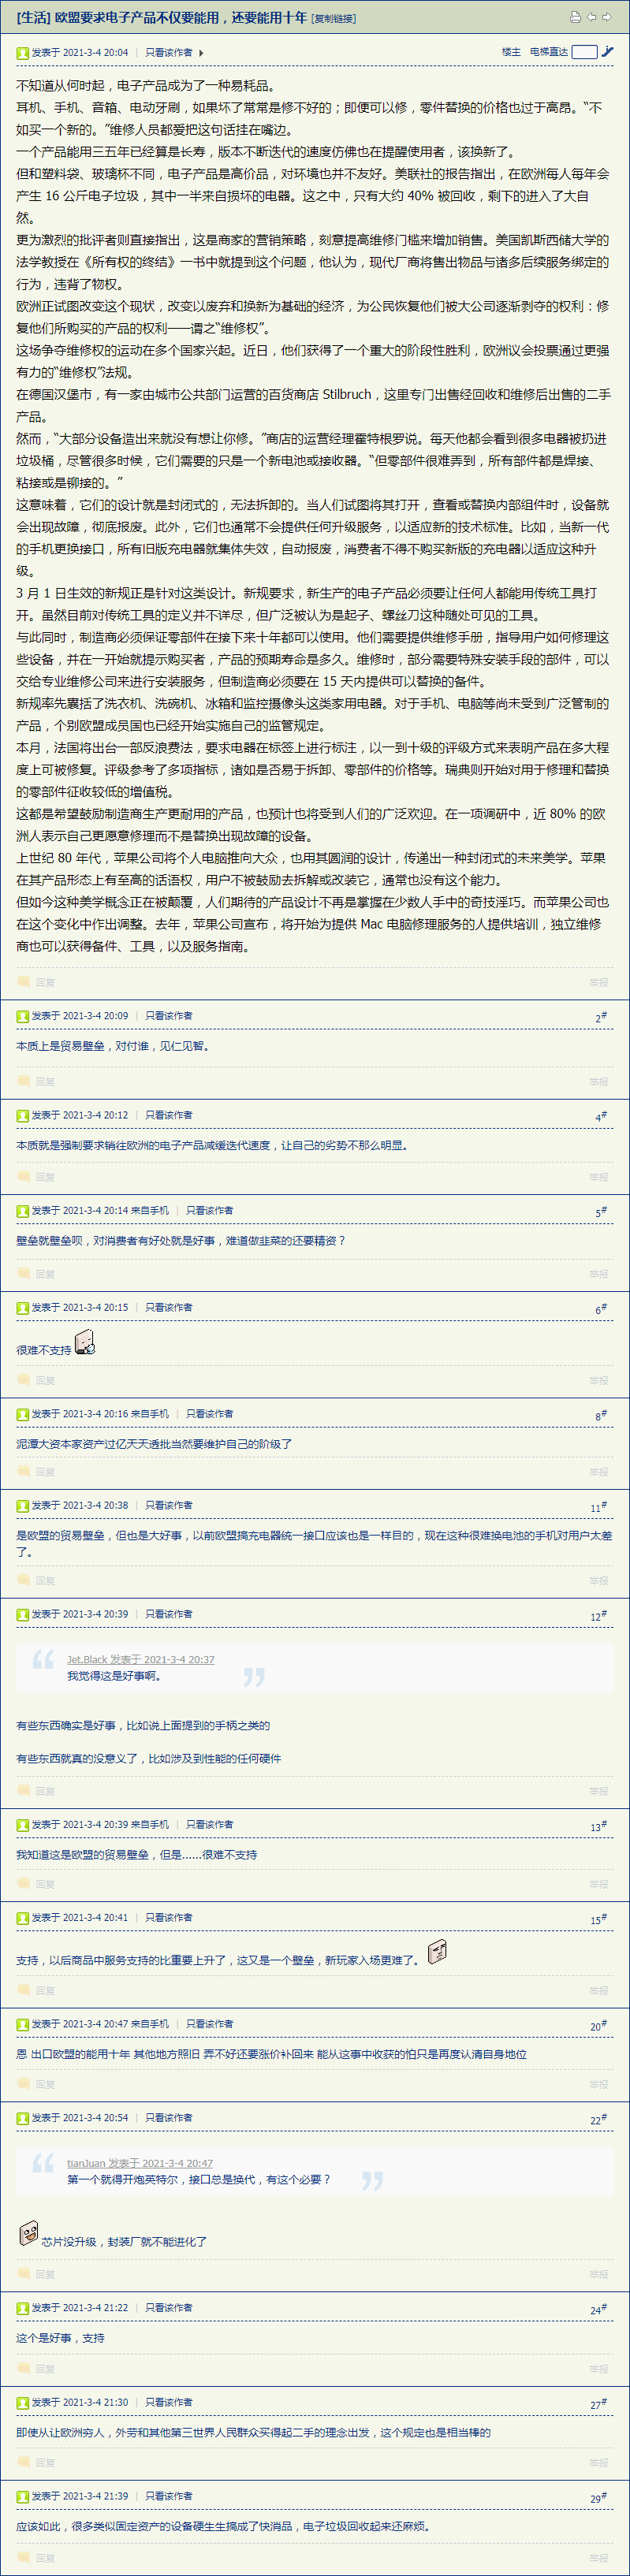 [生活] 欧盟要求电子产品不仅要能用，还要能用十年 [复制链接]
发表于 2021-3-4 20:04 | 只看该作者
楼主 电梯直达
不知道从何时起，电子产品成为了一种易耗品。
耳机、手机、音箱、电动牙刷，如果坏了常常是修不好的；即便可以修，零件替换的价格也过于高昂。“不
如买一个新的。”维修人员都爱把这句话挂在嘴边。
一个产品能用三五年已经算是长寿，版本不断迭代的速度仿佛也在提醒使用者，该换新了。
但和塑料袋、玻璃杯不同，电子产品是高价品，对环境也并不友好。美联社的报告指出，在欧洲每人每年会
产生 16 公斤电子垃圾，其中一半来自损坏的电器。这之中，只有大约 40% 被回收，剩下的进入了大自
然。
更为激烈的批评者则直接指出，这是商家的营销策略，刻意提高维修门槛来增加销售。美国凯斯西储大学的
法学教授在《所有权的终结》一书中就提到这个问题，他认为，现代厂商将售出物品与诸多后续服务绑定的
行为，违背了物权。
欧洲正试图改变这个现状，改变以废弃和换新为基础的经济，为公民恢复他们被大公司逐渐剥夺的权利：修
复他们所购买的产品的权利——谓之“维修权”。
这场争夺维修权的运动在多个国家兴起。近日，他们获得了一个重大的阶段性胜利，欧洲议会投票通过更强
有力的“维修权”法规。
在德国汉堡市，有一家由城市公共部门运营的百货商店 Stilbruch，这里专门出售经回收和维修后出售的二手
产品。
然而，“大部分设备造出来就没有想让你修。”商店的运营经理霍特根罗说。每天他都会看到很多电器被扔进
垃圾桶，尽管很多时候，它们需要的只是一个新电池或接收器。“但零部件很难弄到，所有部件都是焊接、
粘接或是铆接的。”
这意味着，它们的设计就是封闭式的，无法拆卸的。当人们试图将其打开，查看或替换内部组件时，设备就
会出现故障，彻底报废。此外，它们也通常不会提供任何升级服务，以适应新的技术标准。比如，当新一代
的手机更换接口，所有旧版充电器就集体失效，自动报废，消费者不得不购买新版的充电器以适应这种升
级。
3 月 1 日生效的新规正是针对这类设计。新规要求，新生产的电子产品必须要让任何人都能用传统工具打
开。虽然目前对传统工具的定义并不详尽，但广泛被认为是起子、螺丝刀这种随处可见的工具。
与此同时，制造商必须保证零部件在接下来十年都可以使用。他们需要提供维修手册，指导用户如何修理这
些设备，并在一开始就提示购买者，产品的预期寿命是多久。维修时，部分需要特殊安装手段的部件，可以
交给专业维修公司来进行安装服务，但制造商必须要在 15 天内提供可以替换的备件。
新规率先囊括了洗衣机、洗碗机、冰箱和监控摄像头这类家用电器。对于手机、电脑等尚未受到广泛管制的
产品，个别欧盟成员国也已经开始实施自己的监管规定。
本月，法国将出台一部反浪费法，要求电器在标签上进行标注，以一到十级的评级方式来表明产品在多大程
度上可被修复。评级参考了多项指标，诸如是否易于拆卸、零部件的价格等。瑞典则开始对用于修理和替换
的零部件征收较低的增值税。
这都是希望鼓励制造商生产更耐用的产品，也预计也将受到人们的广泛欢迎。在一项调研中，近 80% 的欧
洲人表示自己更愿意修理而不是替换出现故障的设备。
上世纪 80 年代，苹果公司将个人电脑推向大众，也用其圆润的设计，传递出一种封闭式的未来美学。苹果
在其产品形态上有至高的话语权，用户不被鼓励去拆解或改装它，通常也没有这个能力。
但如今这种美学概念正在被颠覆，人们期待的产品设计不再是掌握在少数人手中的奇技淫巧。而苹果公司也
在这个变化中作出调整。去年，苹果公司宣布，将开始为提供 Mac 电脑修理服务的人提供培训，独立维修
商也可以获得备件、工具，以及服务指南。
回复 举报
发表于 2021-3-4 20:09 | 只看该作者 2#
本质上是贸易壁垒，对付谁，见仁见智。
回复 举报
发表于 2021-3-4 20:12 | 只看该作者 4#
本质就是强制要求销往欧洲的电子产品减缓迭代速度，让自己的劣势不那么明显。
回复 举报
发表于 2021-3-4 20:14 来自手机 | 只看该作者 5#
壁垒就壁垒呗，对消费者有好处就是好事，难道做韭菜的还要精资？
回复 举报
发表于 2021-3-4 20:15 | 只看该作者 6#
很难不支持
回复 举报
发表于 2021-3-4 20:16 来自手机 | 只看该作者 8#
泥潭大资本家资产过亿天天透批当然要维护自己的阶级了
回复 举报
发表于 2021-3-4 20:38 | 只看该作者 11#
是欧盟的贸易壁垒，但也是大好事，以前欧盟搞充电器统一接口应该也是一样目的，现在这种很难换电池的手机对用户太差
了。
回复 举报
发表于 2021-3-4 20:39 | 只看该作者 12#
Jet.Black 发表于 2021-3-4 20:37
我觉得这是好事啊。
有些东西确实是好事，比如说上面提到的手柄之类的
有些东西就真的没意义了，比如涉及到性能的任何硬件
回复 举报
发表于 2021-3-4 20:39 来自手机 | 只看该作者 13#
我知道这是欧盟的贸易壁垒，但是......很难不支持
回复 举报
发表于 2021-3-4 20:41 | 只看该作者 15#
支持，以后商品中服务支持的比重要上升了，这又是一个壁垒，新玩家入场更难了。
回复 举报
发表于 2021-3-4 20:47 来自手机 | 只看该作者 20#
恩 出口欧盟的能用十年 其他地方照旧 弄不好还要涨价补回来 能从这事中收获的怕只是再度认清自身地位
回复 举报
发表于 2021-3-4 20:54 | 只看该作者 22#
tianJuan 发表于 2021-3-4 20:47
第一个就得开炮英特尔，接口总是换代，有这个必要？
芯片没升级，封装厂就不能进化了
回复 举报
发表于 2021-3-4 21:22 | 只看该作者 24#
这个是好事，支持
回复 举报
发表于 2021-3-4 21:30 | 只看该作者 27#
即使从让欧洲穷人，外劳和其他第三世界人民群众买得起二手的理念出发，这个规定也是相当棒的
回复 举报
发表于 2021-3-4 21:39 | 只看该作者 29#
应该如此，很多类似固定资产的设备硬生生搞成了快消品，电子垃圾回收起来还麻烦。
回复 举报